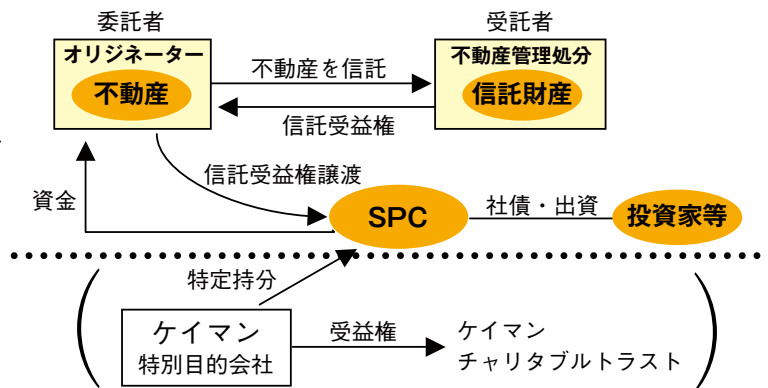 委託者
受託者
オリジネーター
不動産
不動産を信託
信託受益権
不動産管理処分
信託財産
信託受益権譲渡
資金
SPC
社債・出資
投資家等
特定持分
ケイマン
特別目的会社
受益権
ケイマン
チャリタブルトラスト